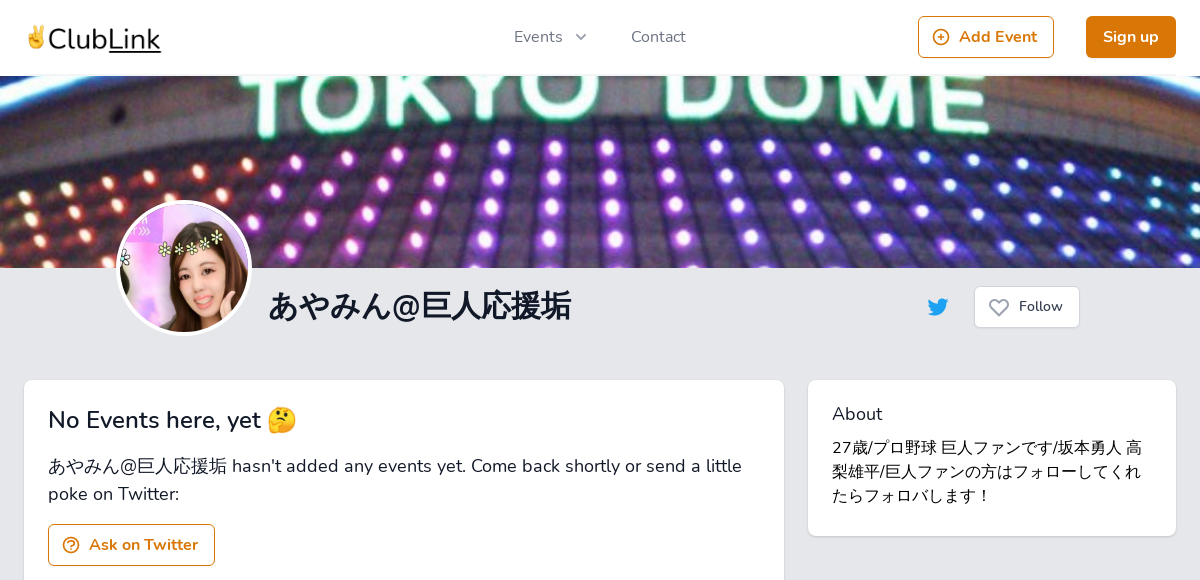 ✌ClubLink
Events
Contact
Add Event
Sign up
TOKYO DOME
あやみん@巨人応援垢
Follow
No Events here, yet 🤔
あやみん@巨人応援垢 hasn't added any events yet. Come back shortly or send a little
poke on Twitter:
Ask on Twitter
About
27歳/プロ野球 巨人ファンです/坂本勇人 高
梨雄平/巨人ファンの方はフォローしてくれ
たらフォロバします！